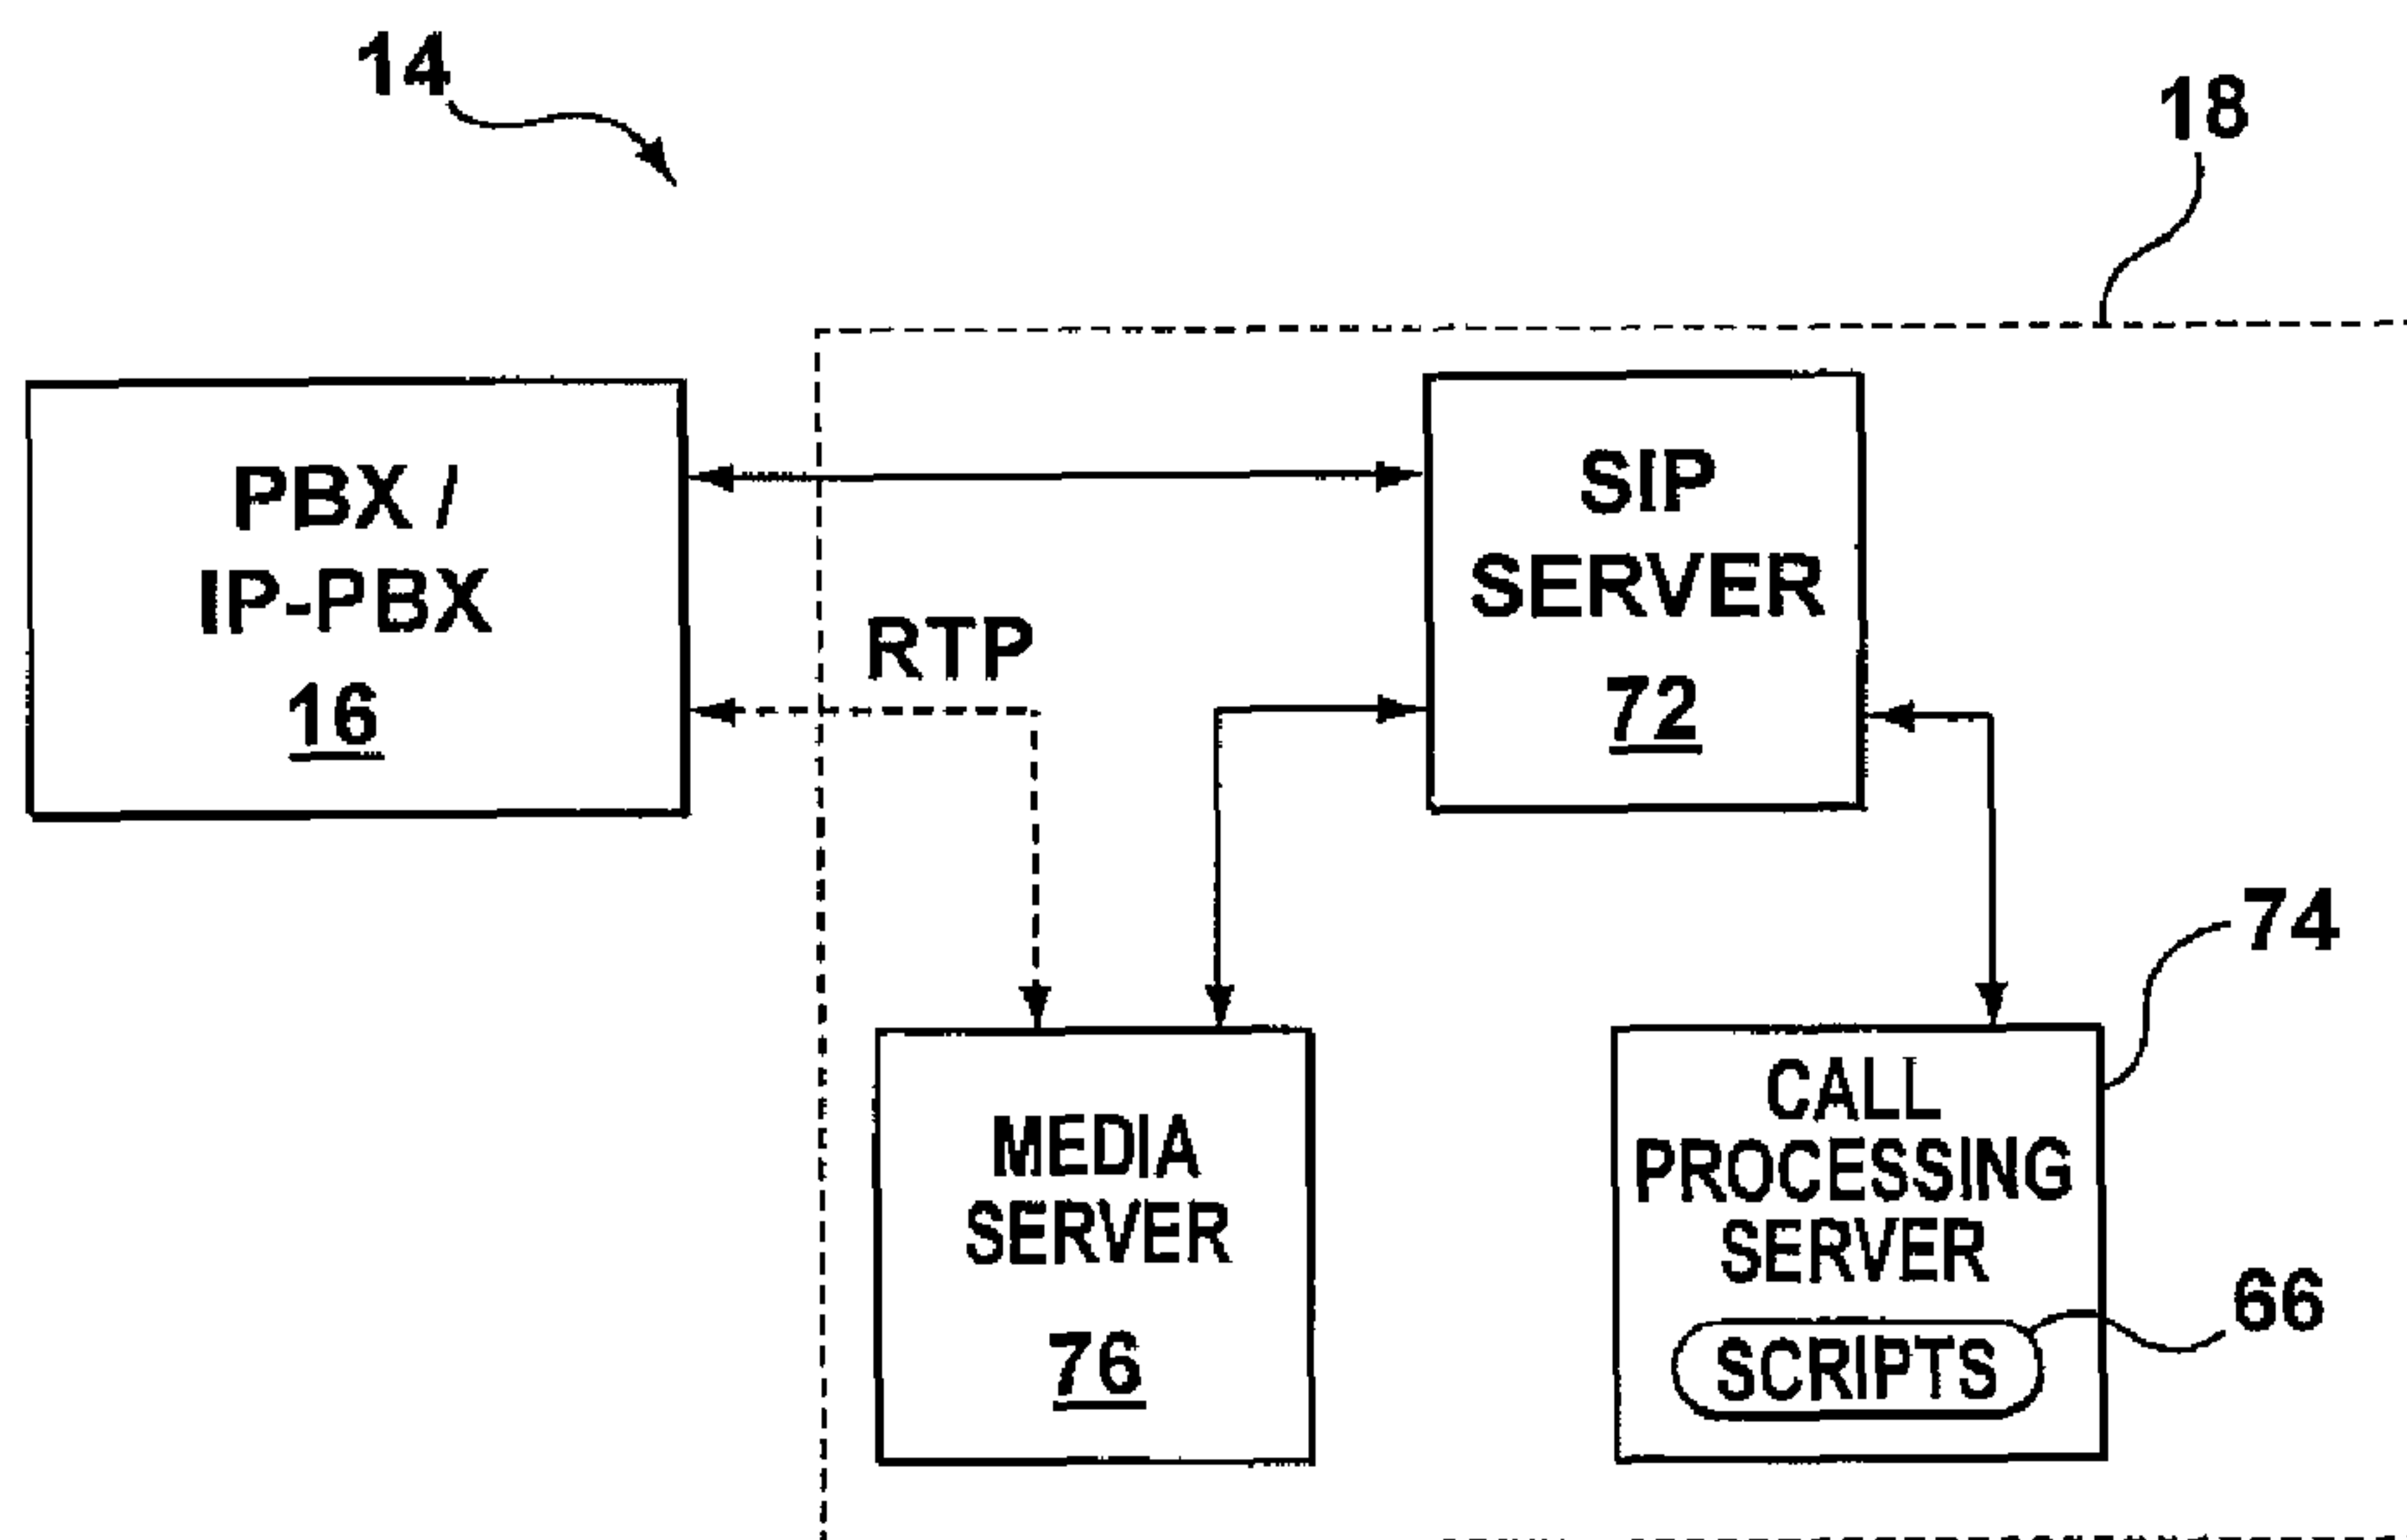 14
18
PBX /
IP-PBX
16
RTP
SIP
SERVER
72
74
MEDIA
SERVER
76
CALL
PROCESSING
SERVER
SCRIPTS
66